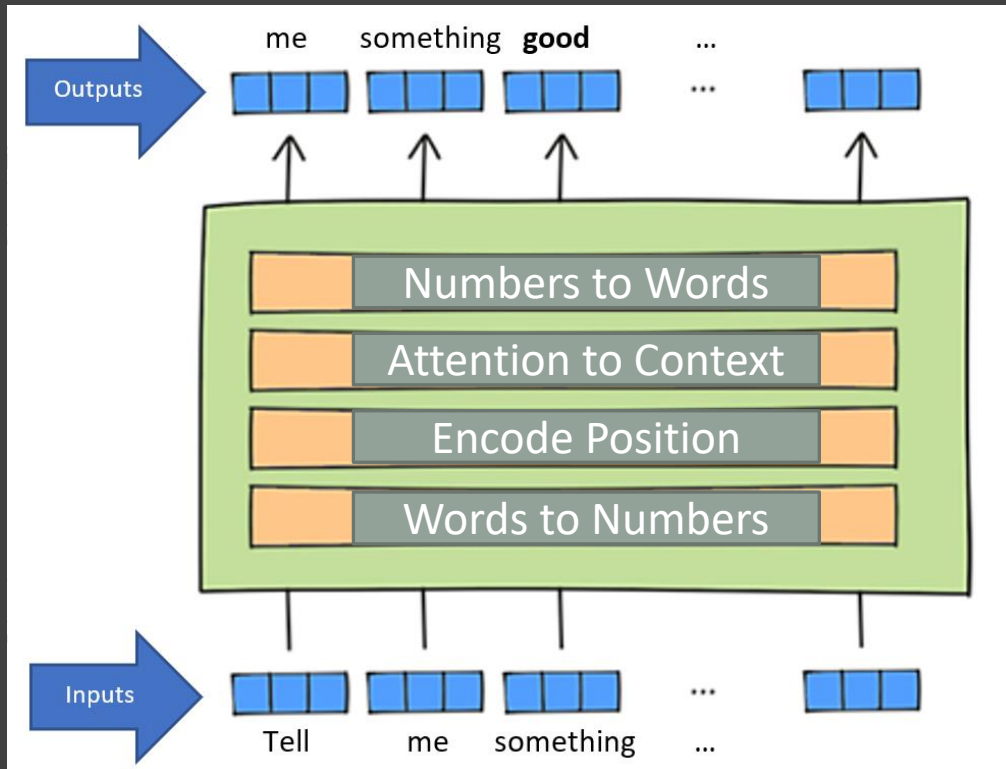 me something good ...
Outputs ...
Numbers to Words
Attention to Context
Encode Position
Words to Numbers
Inputs ...
Tell me something ...